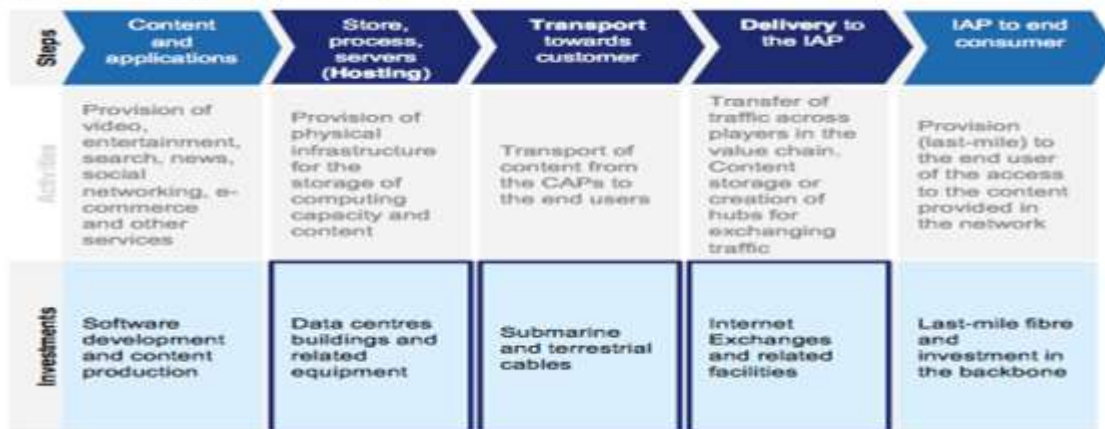 Steps
Content
and
applications
Store,
process,
servers
(Hosting)
Transport
towards
customer
Delivery to
the IAP
IAP to end
consumer
Activities
Provision of
video,
entertainment,
search, news,
social
networking, e-
commerce
and other
services
Provision of
physical
infrastructure
for the
storage of
computing
capacity and
content
Transport of
content from
the CAPs to
the end users
Transfer of
traffic across
players in the
value chain.
Content
storage or
creation of
hubs for
exchanging
traffic
Provision
(last-mile) to
the end user
of the access
to the content
provided in
the network
Investments
Software
development
and content
production
Data centres
buildings and
related
equipment
Submarine
and terrestrial
cables
Internet
Exchanges
and related
facilities
Last-mile fibre
and
investment in
the backbone